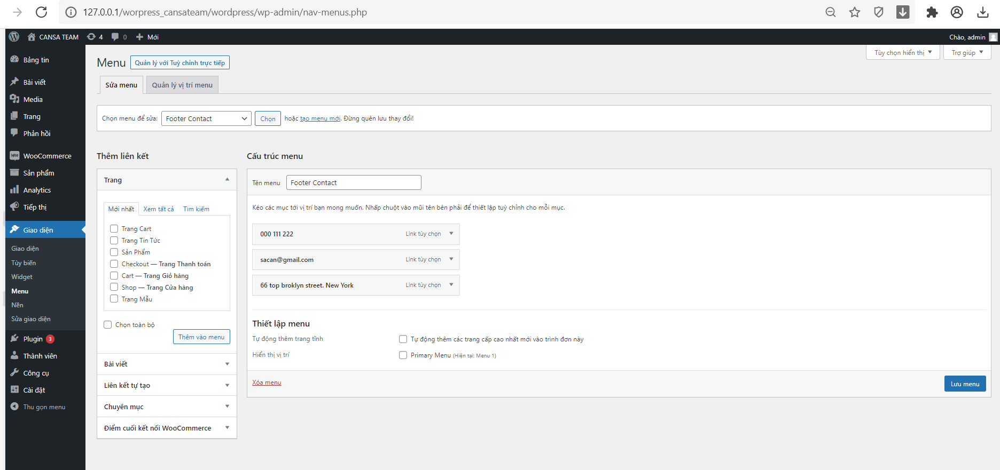 127.0.0.1/worpress_cansateam/wordpress/wp-admin/nav-menus.php
CANSA TEAM 4 0 Mới
Chào, admin
Bảng tin
Bài viết
Media
Trang
Phản hồi
Woo WooCommerce
Sản phẩm
Analytics
Tiếp thị
Giao diện
Giao diện
Tùy biến
Widget
Menu
Nền
Sửa giao diện
Plugin 3
Thành viên
Công cụ
Cài đặt
Thu gọn menu
Tùy chọn hiển thị
Trợ giúp
Menu
Quản lý với Tuỳ chỉnh trực tiếp
Sửa menu
Quản lý vị trí menu
Chọn menu để sửa: Footer Contact Chọn hoặc tạo menu mới. Đừng quên lưu thay đổi!
Thêm liên kết
Trang
Mới nhất Xem tất cả Tìm kiếm
Trang Cart
Trang Tin Tức
Sản Phẩm
Checkout — Trang Thanh toán
Cart — Trang Giỏ hàng
Shop — Trang Cửa hàng
Trang Mẫu
Chọn toàn bộ
Thêm vào menu
Bài viết
Liên kết tự tạo
Chuyên mục
Điểm cuối kết nối WooCommerce
Cấu trúc menu
Tên menu Footer Contact
Kéo các mục tới vị trí bạn mong muốn. Nhấp chuột vào mũi tên bên phải để thiết lập tuỳ chỉnh cho mỗi mục.
000 111 222 Link tùy chọn
sacan@gmail.com Link tùy chọn
66 top broklyn street. New York Link tùy chọn
Thiết lập menu
Tự động thêm trang tĩnh Tự động thêm các trang cấp cao nhất mới vào trình đơn này
Hiển thị vị trí Primary Menu (Hiện tại: Menu 1)
Xóa menu
Lưu menu